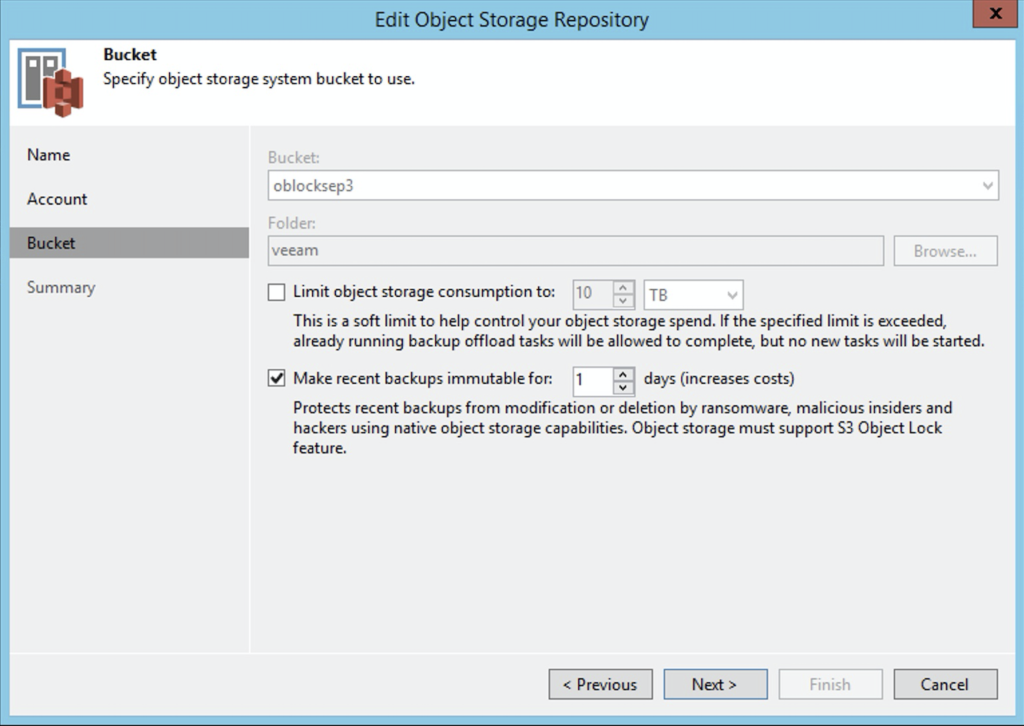 Edit Object Storage Repository
x
Bucket
Specify object storage system bucket to use.
Name
Account
Bucket
Summary
Bucket:
oblocksep3
Folder:
veeam
Browse...
Limit object storage consumption to: 10 TB
This is a soft limit to help control your object storage spend. If the specified limit is exceeded,
already running backup offload tasks will be allowed to complete, but no new tasks will be started.
Make recent backups immutable for: 1 days (increases costs)
Protects recent backups from modification or deletion by ransomware, malicious insiders and
hackers using native object storage capabilities. Object storage must support S3 Object Lock
feature.
< Previous
Next >
Finish
Cancel